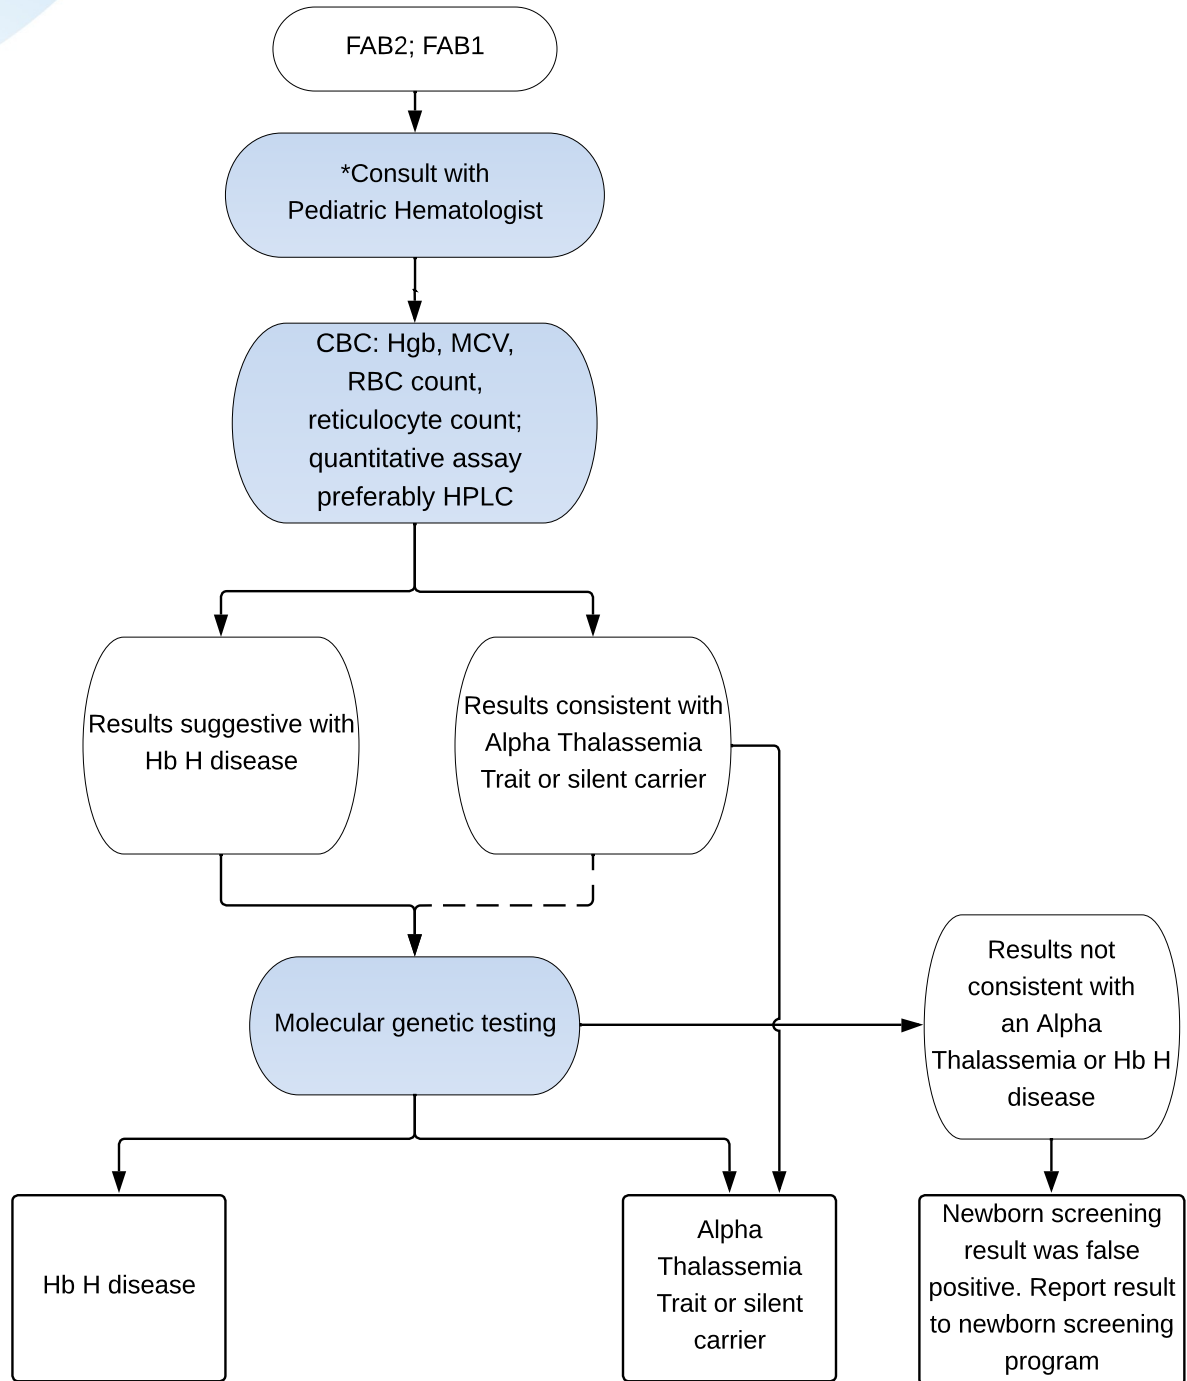 FAB2; FAB1
*Consult with
Pediatric Hematologist
CBC: Hgb, MCV,
RBC count,
reticulocyte count;
quantitative assay
preferably HPLC
Results suggestive with
Hb H disease
Results consistent with
Alpha Thalassemia
Trait or silent carrier
Molecular genetic testing
Results not
consistent with
an Alpha
Thalassemia or Hb H
disease
Hb H disease
Alpha
Thalassemia
Trait or silent
carrier
Newborn screening
result was false
positive. Report result
to newborn screening
program